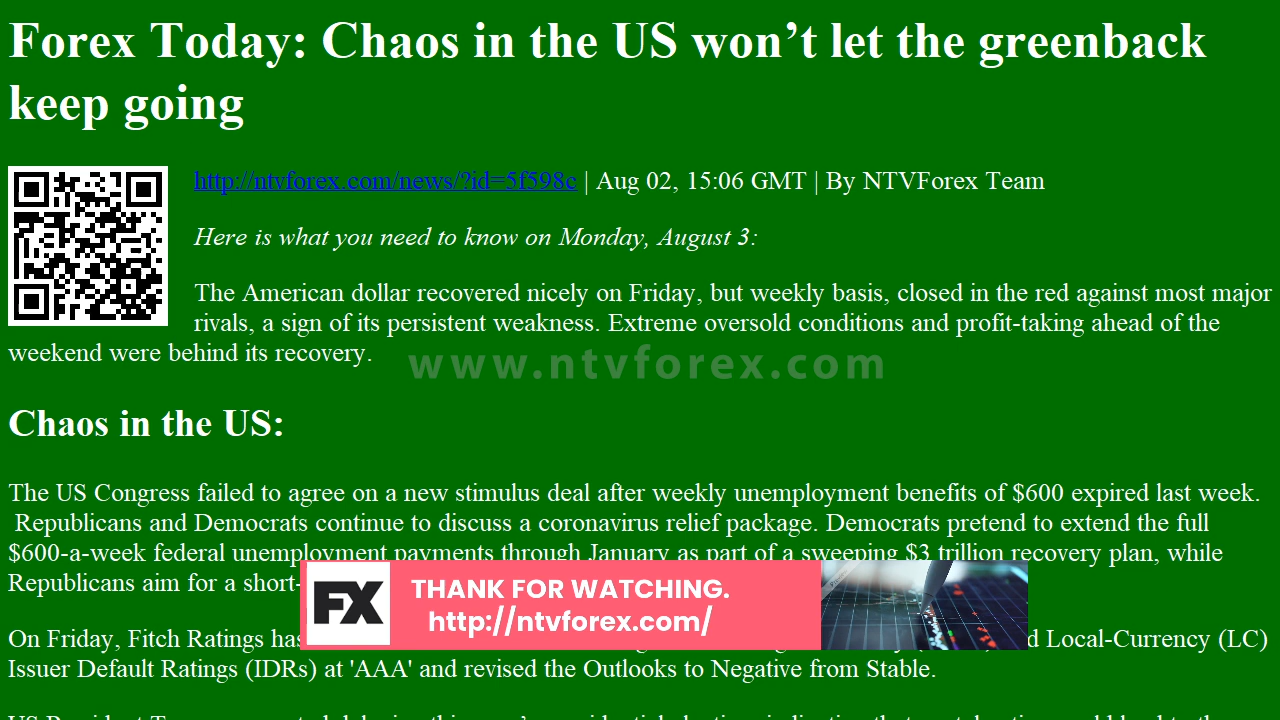 Forex Today: Chaos in the US won’t let the greenback
keep going
http://ntvforex.com/news/?id=5f598c | Aug 02, 15:06 GMT | By NTVForex Team
Here is what you need to know on Monday, August 3:
The American dollar recovered nicely on Friday, but weekly basis, closed in the red against most major
rivals, a sign of its persistent weakness. Extreme oversold conditions and profit-taking ahead of the
weekend were behind its recovery.
www.ntvforex.com
Chaos in the US:
The US Congress failed to agree on a new stimulus deal after weekly unemployment benefits of $600 expired last week.
Republicans and Democrats continue to discuss a coronavirus relief package. Democrats pretend to extend the full
$600-a-week federal unemployment payments through January as part of a sweeping $3 trillion recovery plan, while
Republicans aim for a short-
FX
THANK FOR WATCHING.
http://ntvforex.com/
On Friday, Fitch Ratings has Local-Currency (LC)
Issuer Default Ratings (IDRs) at 'AAA' and revised the Outlooks to Negative from Stable.